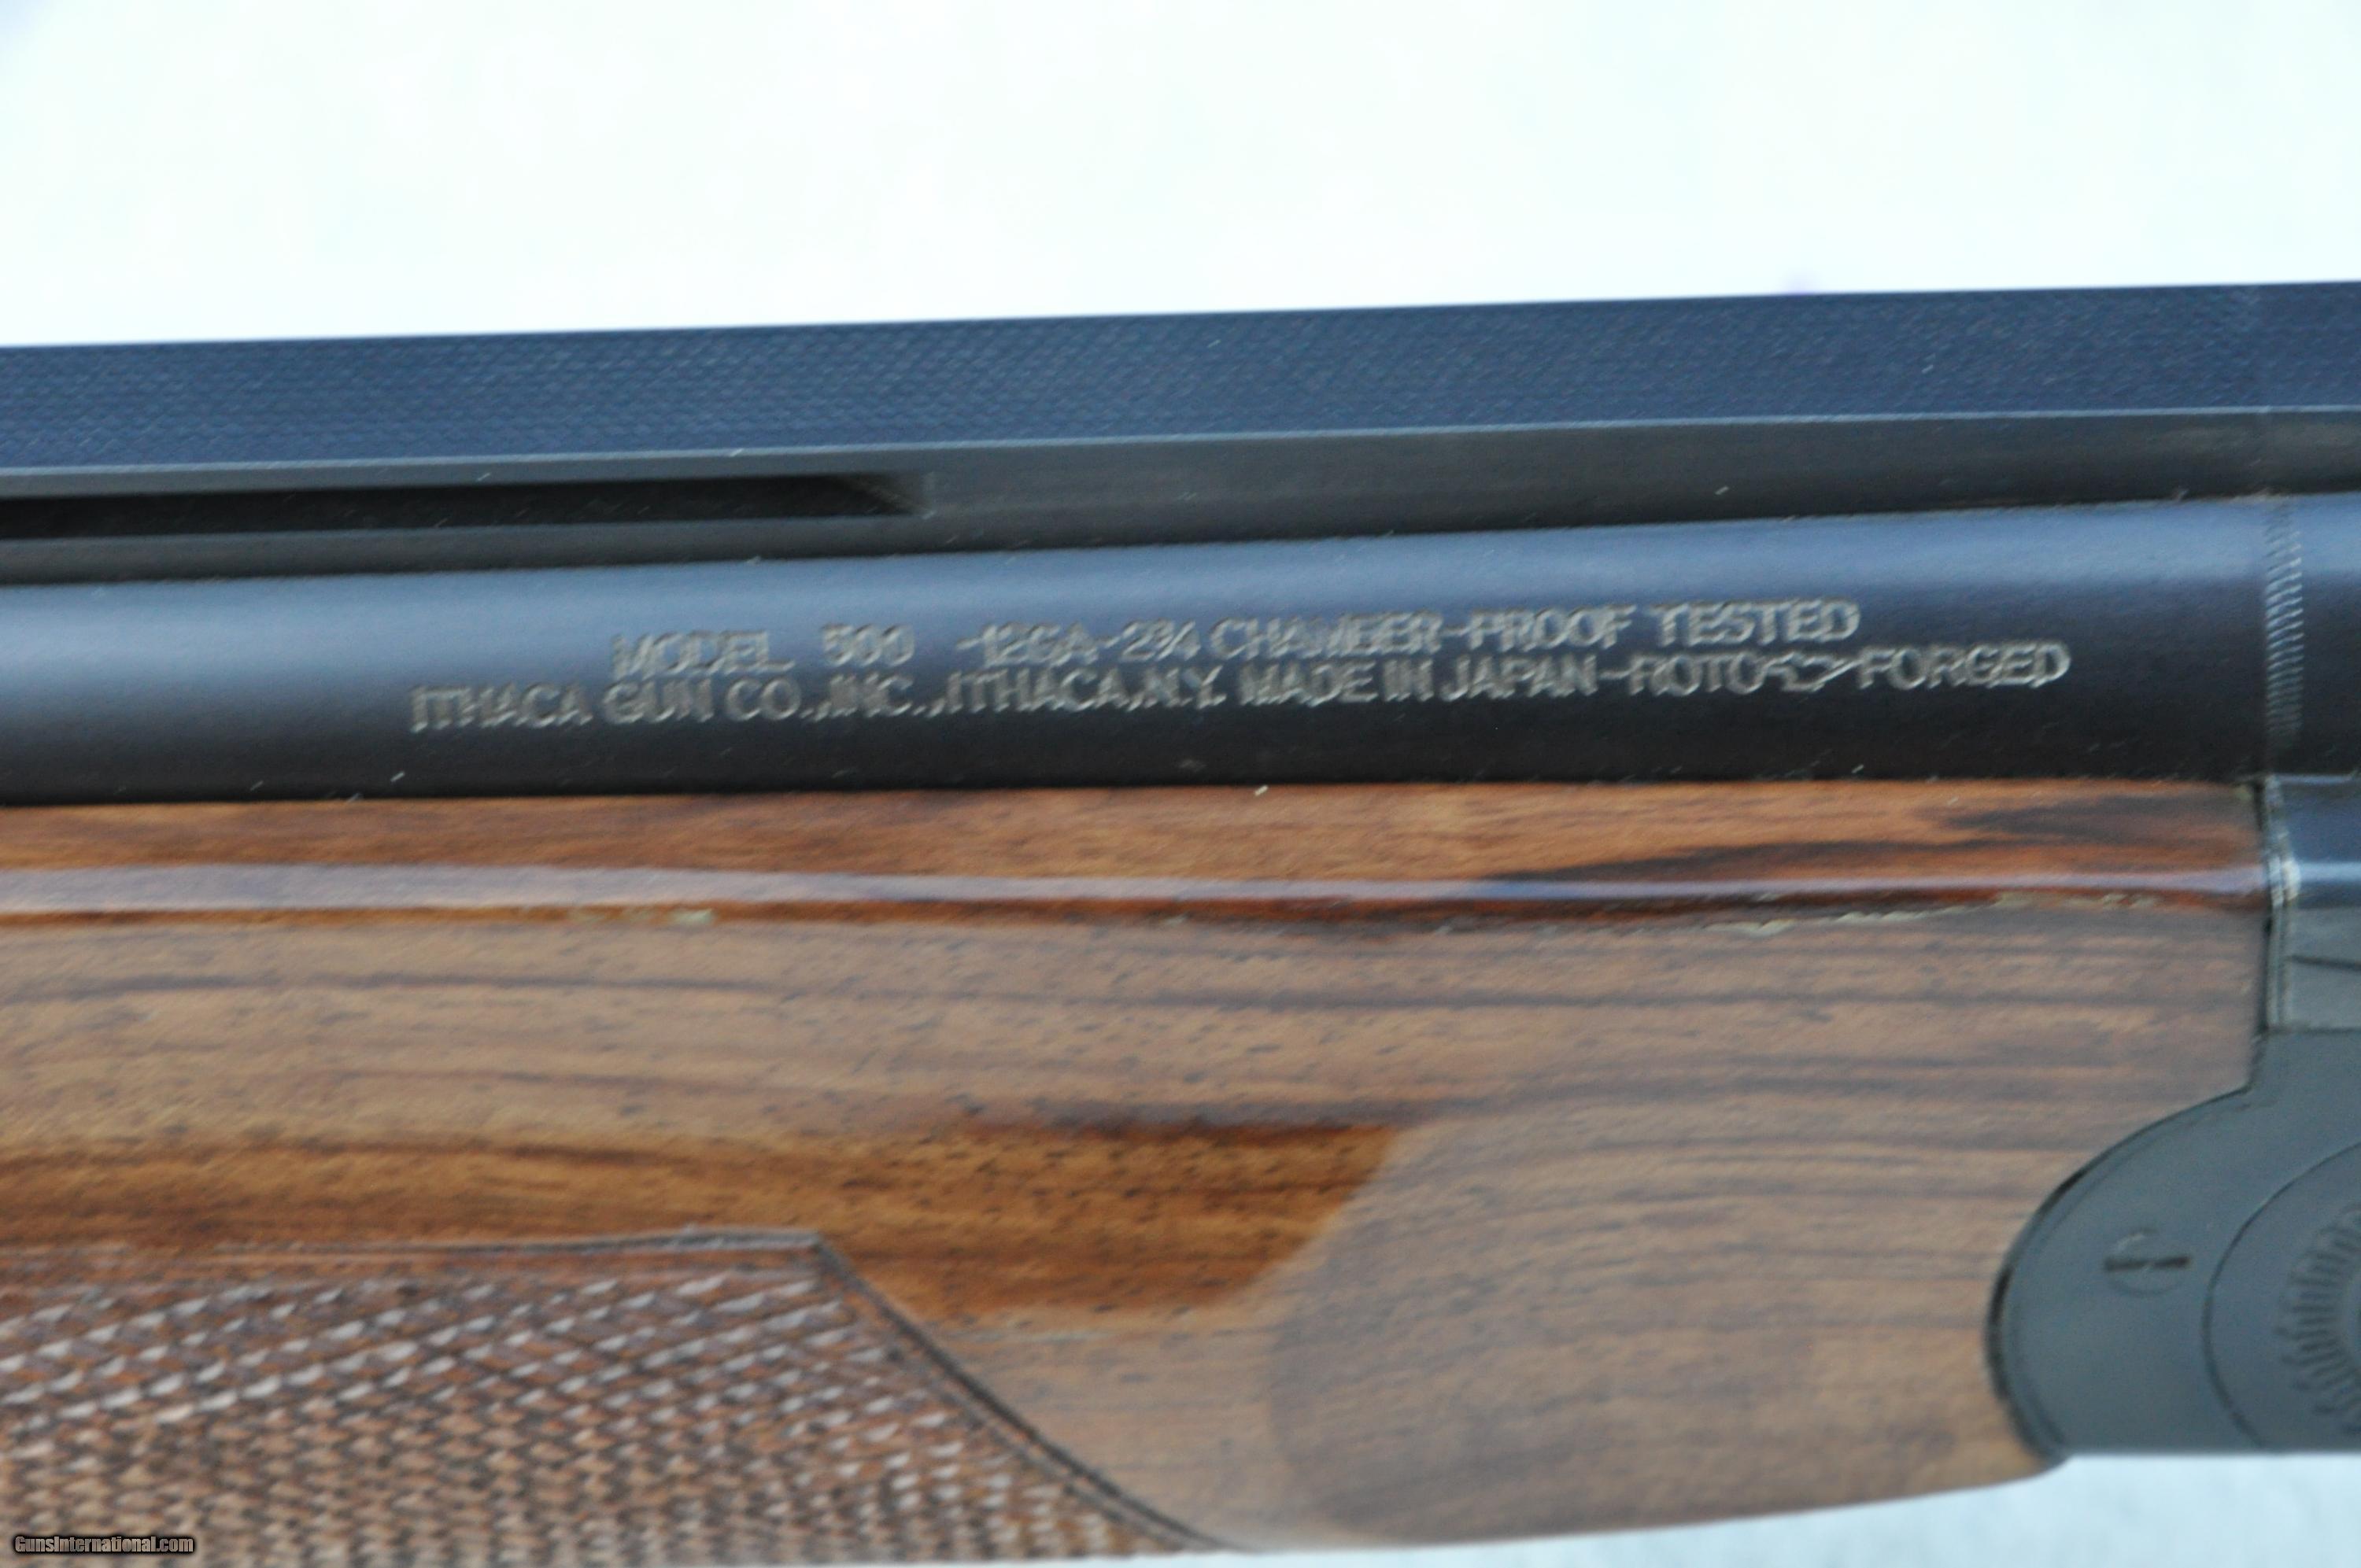 MODEL 500 -12GA-2¾ CHAMBER-PROOF TESTED
ITHACA GUN CO.,INC.,ITHACA,N.Y. MADE IN JAPAN-ROTO<>FORGED
GunsInternational.com